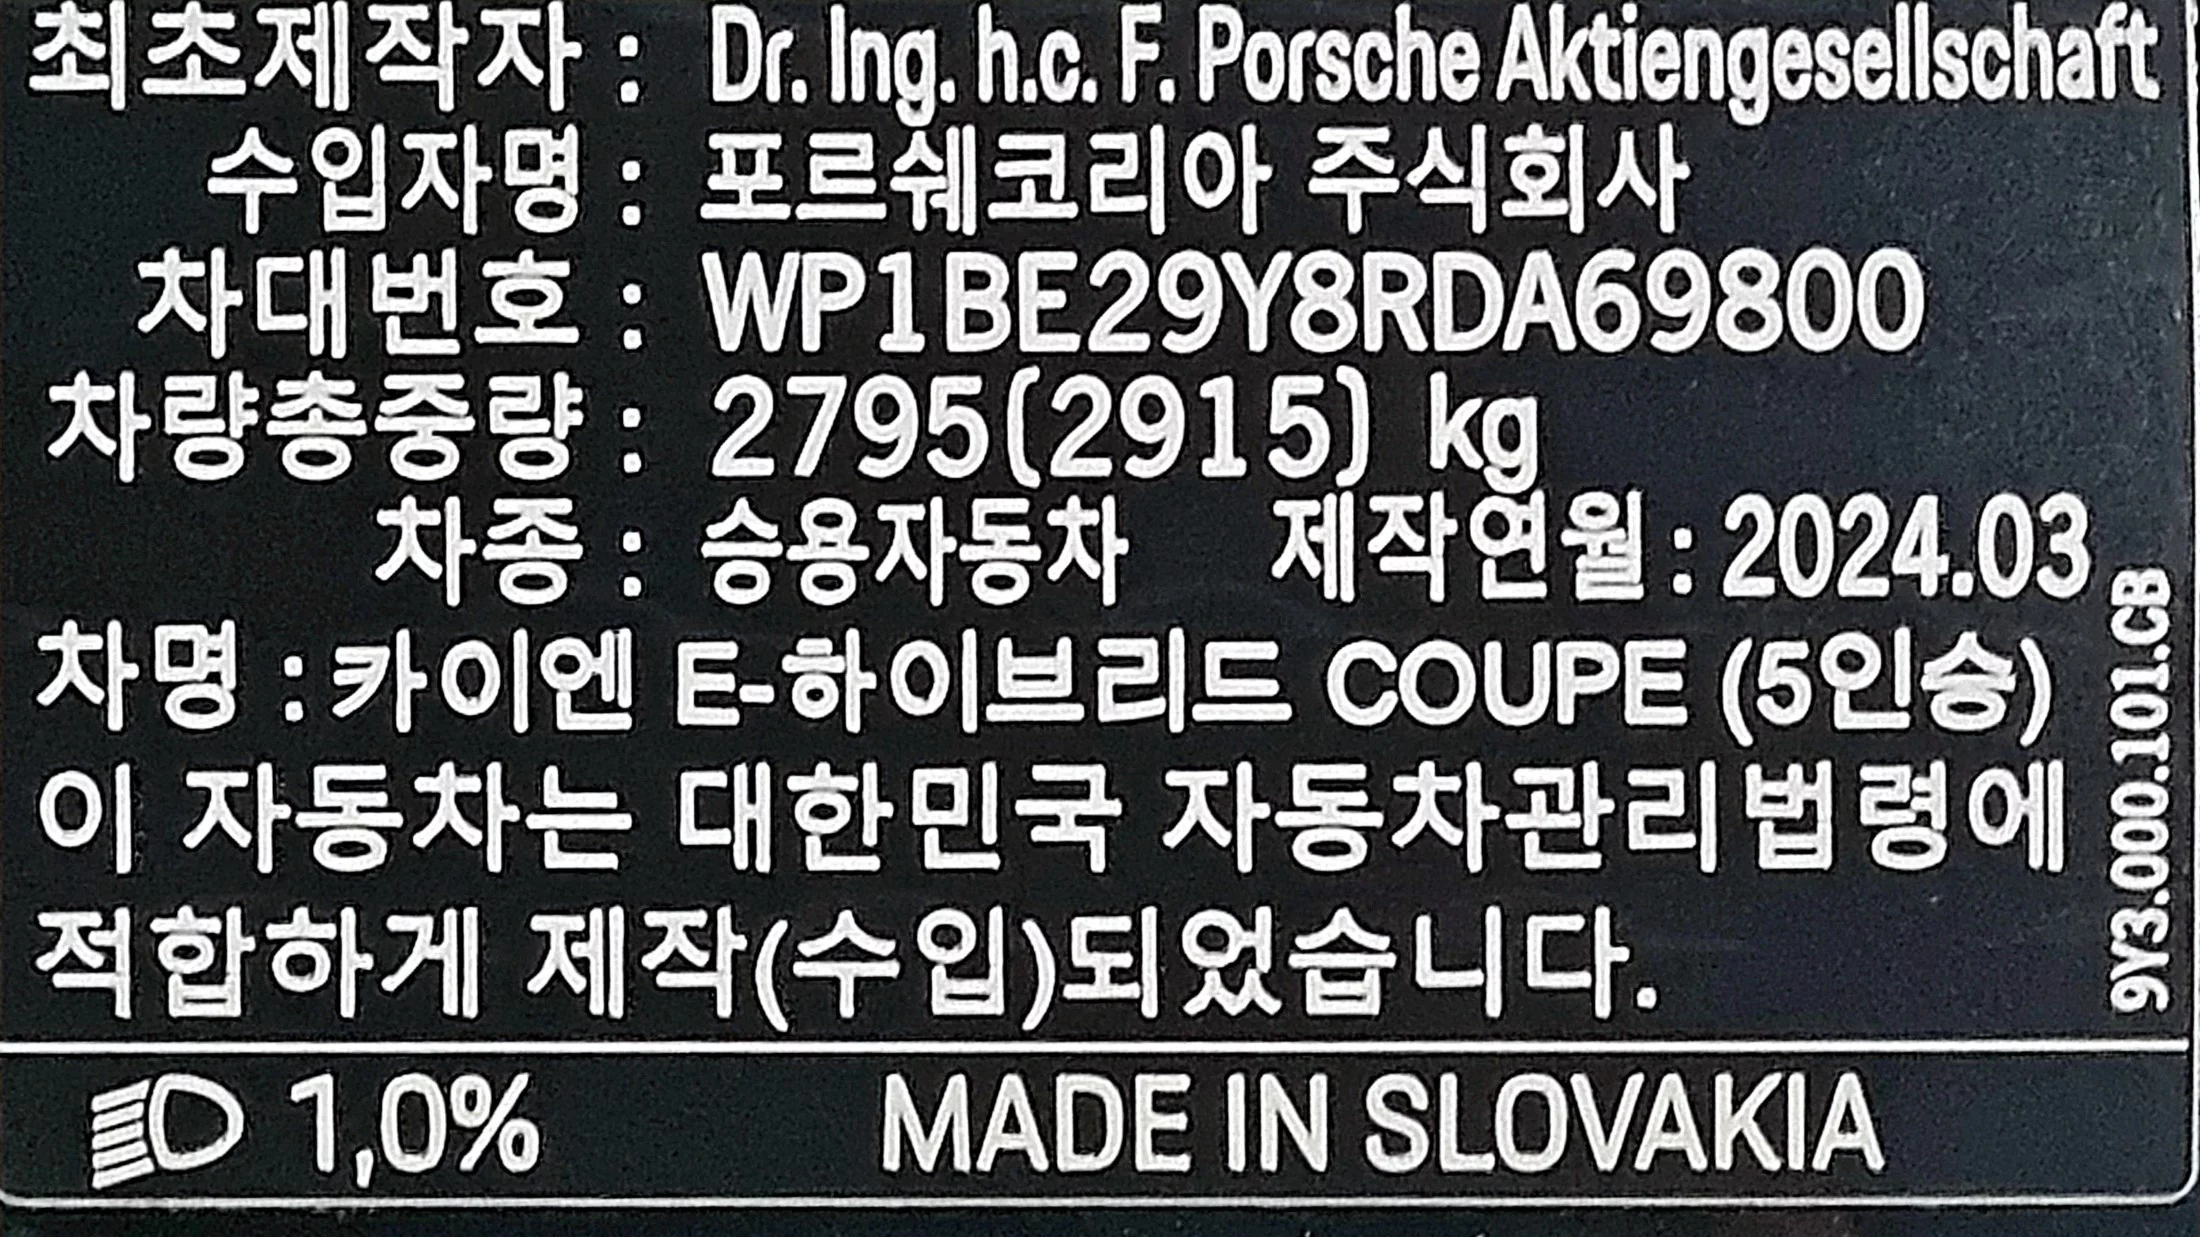 최초제작자 : Dr. Ing. h.c. F. Porsche Aktiengesellschaft
수입자명 : 포르쉐코리아 주식회사
차대번호 : WP1BE29Y8RDA69800
차량총중량 : 2795(2915) kg
차종 : 승용자동차 제작연월 : 2024.03
차명 : 카이엔 E-하이브리드 COUPE (5인승)
이 자동차는 대한민국 자동차관리법령에
적합하게 제작(수입)되었습니다.
9Y3.000.101.CB
1,0% MADE IN SLOVAKIA